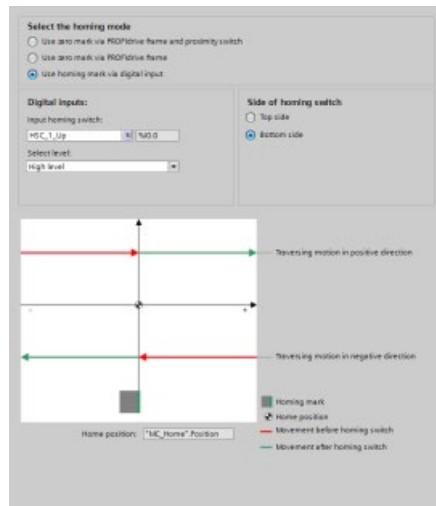 Select the homing mode
Use zero mark via PROFIdrive frame and proximity switch
Use zero mark via PROFIdrive frame
Use homing mark via digital input
Digital inputs:
Input homing switch:
HSC_1_Up
%I0.0
Select level:
High level
Side of homing switch
Top side
Bottom side
Traversing motion in positive direction
- +
Traversing motion in negative direction
Homing mark
Home position
Home position: "MC_Home".Position
Movement before homing switch
Movement after homing switch